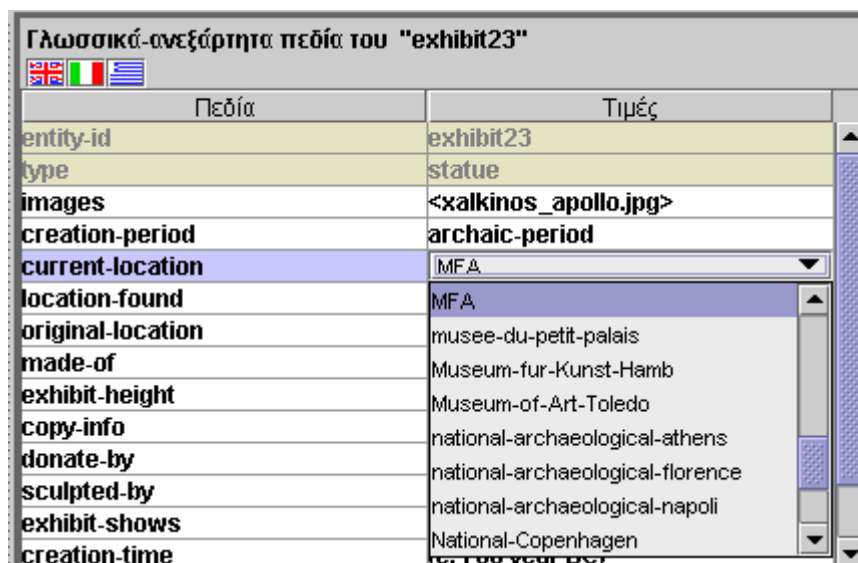 Γλωσσικά-ανεξάρτητα πεδία του "exhibit23"
Πεδία Τιμές
entity-id exhibit23
type statue
images <xalkinos_apollo.jpg>
creation-period archaic-period
current-location MFA
location-found MFA
original-location musee-du-petit-palais
made-of Museum-fur-Kunst-Hamb
exhibit-height Museum-of-Art-Toledo
copy-info national-archaeological-athens
donate-by national-archaeological-florence
sculpted-by national-archaeological-napoli
exhibit-shows National-Copenhagen
creation-time